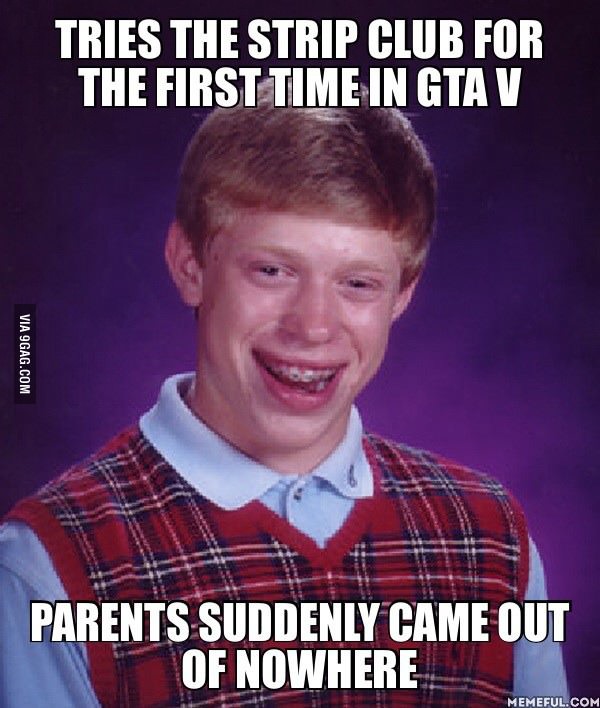 TRIES THE STRIP CLUB FOR
THE FIRST TIME IN GTA V
VIA 9GAG.COM
PARENTS SUDDENLY CAME OUT
OF NOWHERE
MEMEFUL.COM